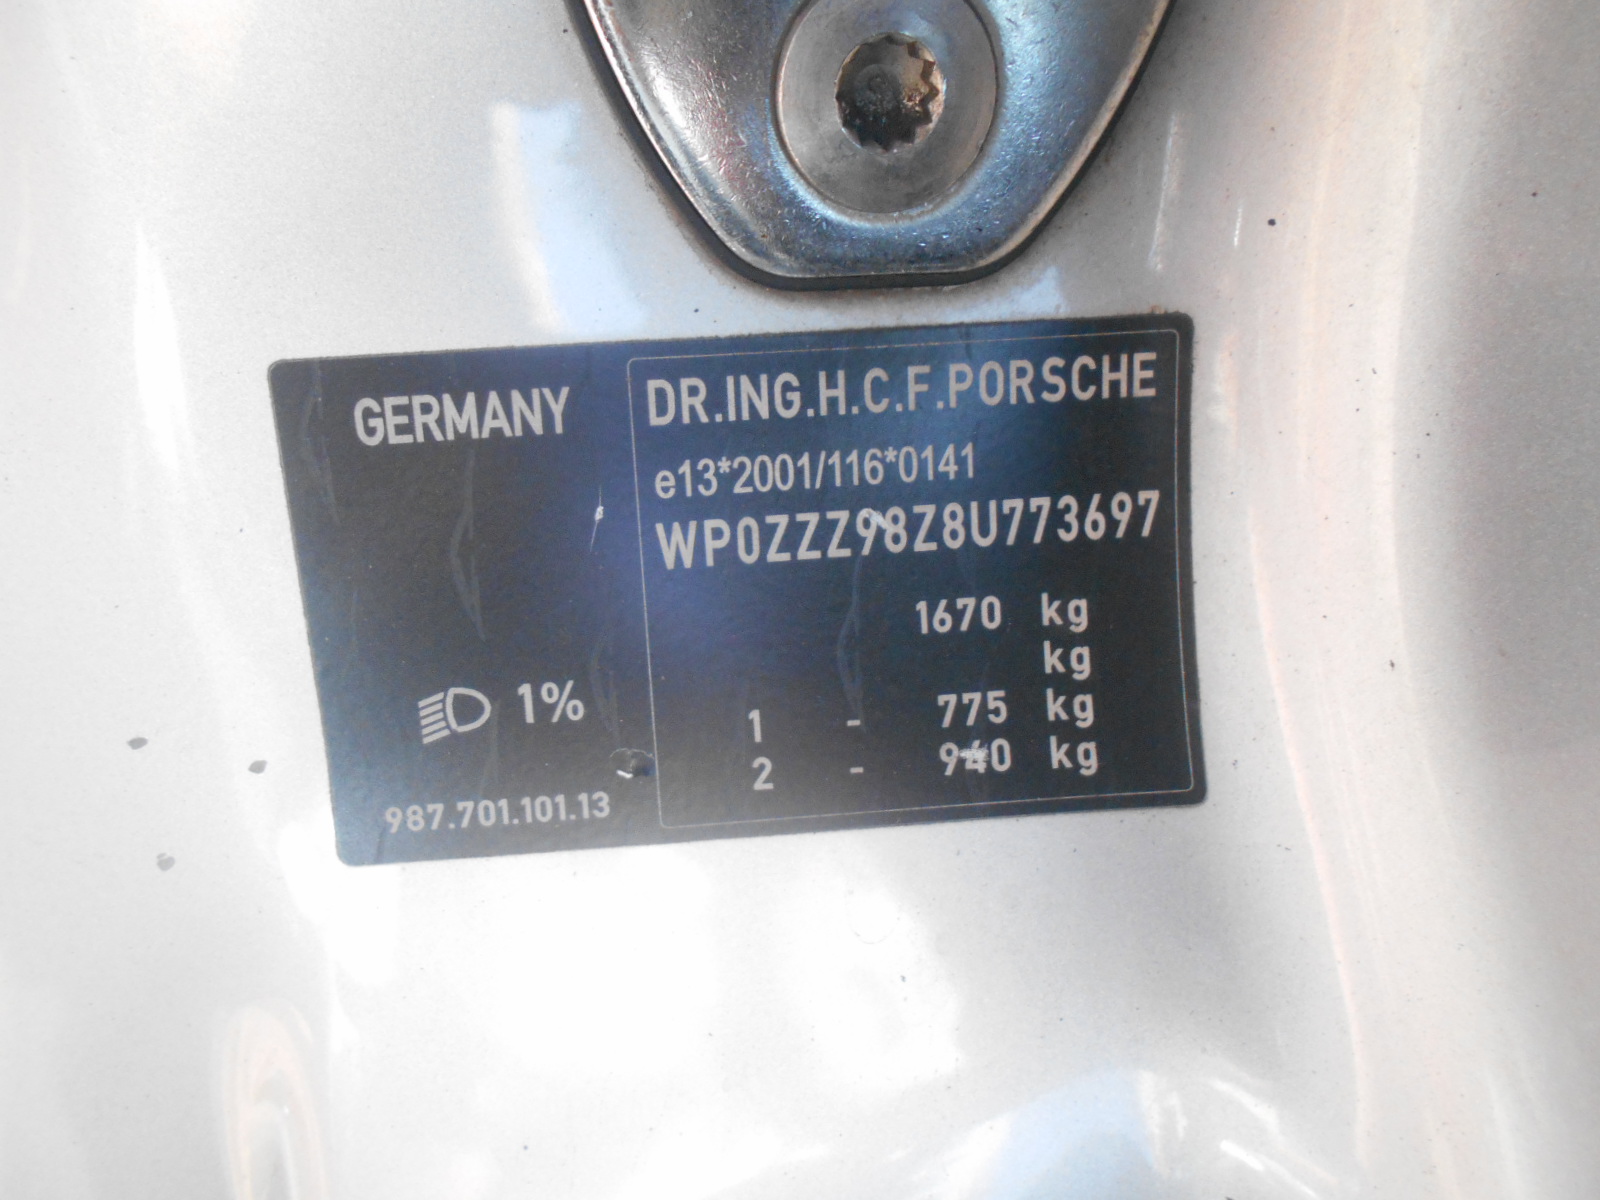 GERMANY
DR.ING.H.C.F.PORSCHE
e13*2001/116*0141
WP0ZZZ98Z8U773697
1670 kg
kg
1 - 775 kg
2 - 940 kg
1%
987.701.101.13